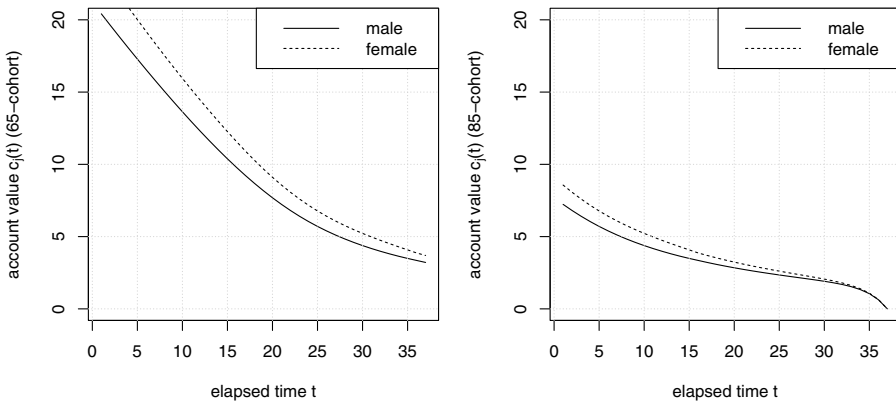 male
female
account value cⱼ(t) (65−cohort)
20
15
10
5
0
0 5 10 15 20 25 30 35
elapsed time t
male
female
account value cⱼ(t) (85−cohort)
20
15
10
5
0
0 5 10 15 20 25 30 35
elapsed time t